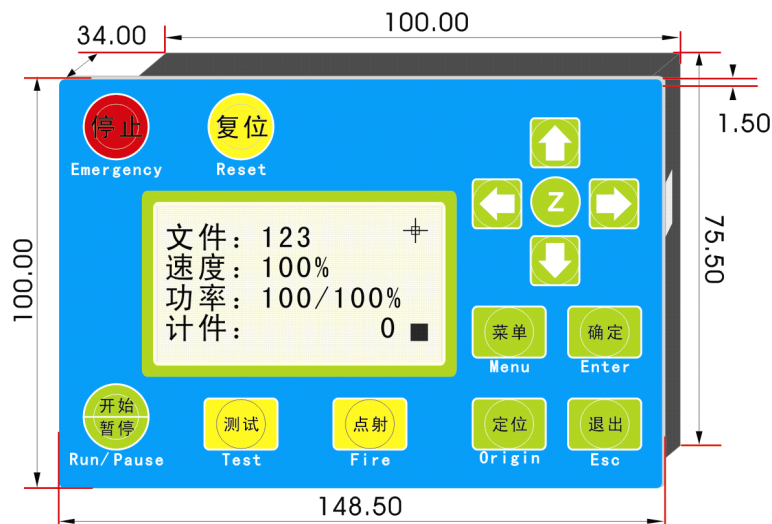 100.00
34.00
1.50
停止
复位
Emergency
Reset
Z
文件: 123
速度: 100%
功率: 100/100%
计件: 0
75.50
100.00
菜单
确定
Menu
Enter
开始
暂停
测试
点射
定位
退出
Run/Pause
Test
Fire
Origin
Esc
148.50